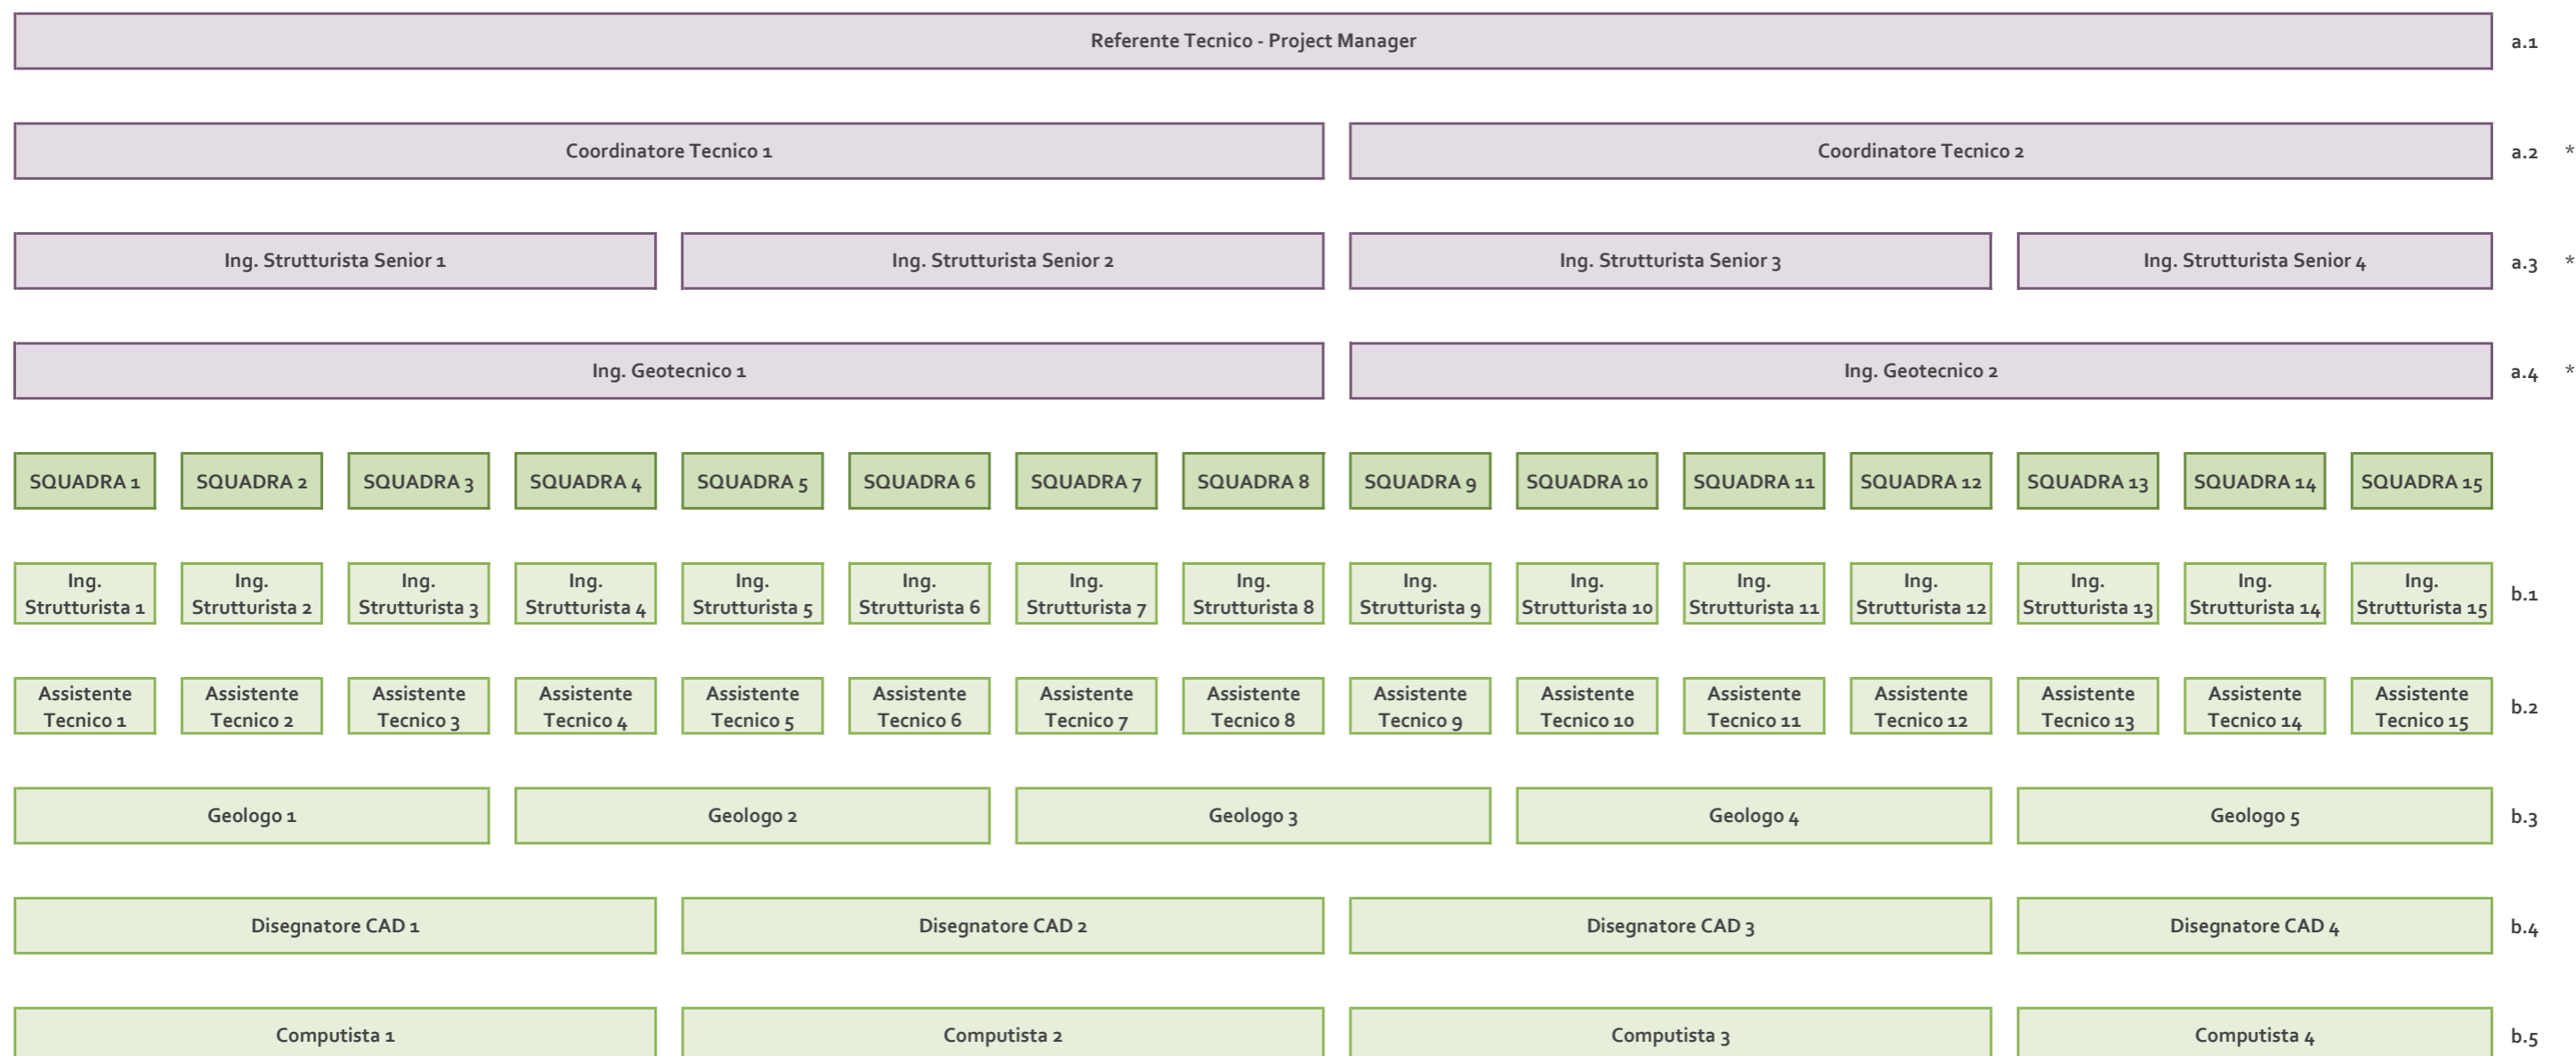 Referente Tecnico - Project Manager a.1
Coordinatore Tecnico 1 Coordinatore Tecnico 2 a.2 *
Ing. Strutturista Senior 1 Ing. Strutturista Senior 2 Ing. Strutturista Senior 3 Ing. Strutturista Senior 4 a.3 *
Ing. Geotecnico 1 Ing. Geotecnico 2 a.4 *
SQUADRA 1 SQUADRA 2 SQUADRA 3 SQUADRA 4 SQUADRA 5 SQUADRA 6 SQUADRA 7 SQUADRA 8 SQUADRA 9 SQUADRA 10 SQUADRA 11 SQUADRA 12 SQUADRA 13 SQUADRA 14 SQUADRA 15
Ing. Ing. Ing. Ing. Ing. Ing. Ing. Ing. Ing. Ing. Ing. Ing. Ing. Ing. Ing.
Strutturista 1 Strutturista 2 Strutturista 3 Strutturista 4 Strutturista 5 Strutturista 6 Strutturista 7 Strutturista 8 Strutturista 9 Strutturista 10 Strutturista 11 Strutturista 12 Strutturista 13 Strutturista 14 Strutturista 15 b.1
Assistente Assistente Assistente Assistente Assistente Assistente Assistente Assistente Assistente Assistente Assistente Assistente Assistente Assistente Assistente
Tecnico 1 Tecnico 2 Tecnico 3 Tecnico 4 Tecnico 5 Tecnico 6 Tecnico 7 Tecnico 8 Tecnico 9 Tecnico 10 Tecnico 11 Tecnico 12 Tecnico 13 Tecnico 14 Tecnico 15 b.2
Geologo 1 Geologo 2 Geologo 3 Geologo 4 Geologo 5 b.3
Disegnatore CAD 1 Disegnatore CAD 2 Disegnatore CAD 3 Disegnatore CAD 4 b.4
Computista 1 Computista 2 Computista 3 Computista 4 b.5